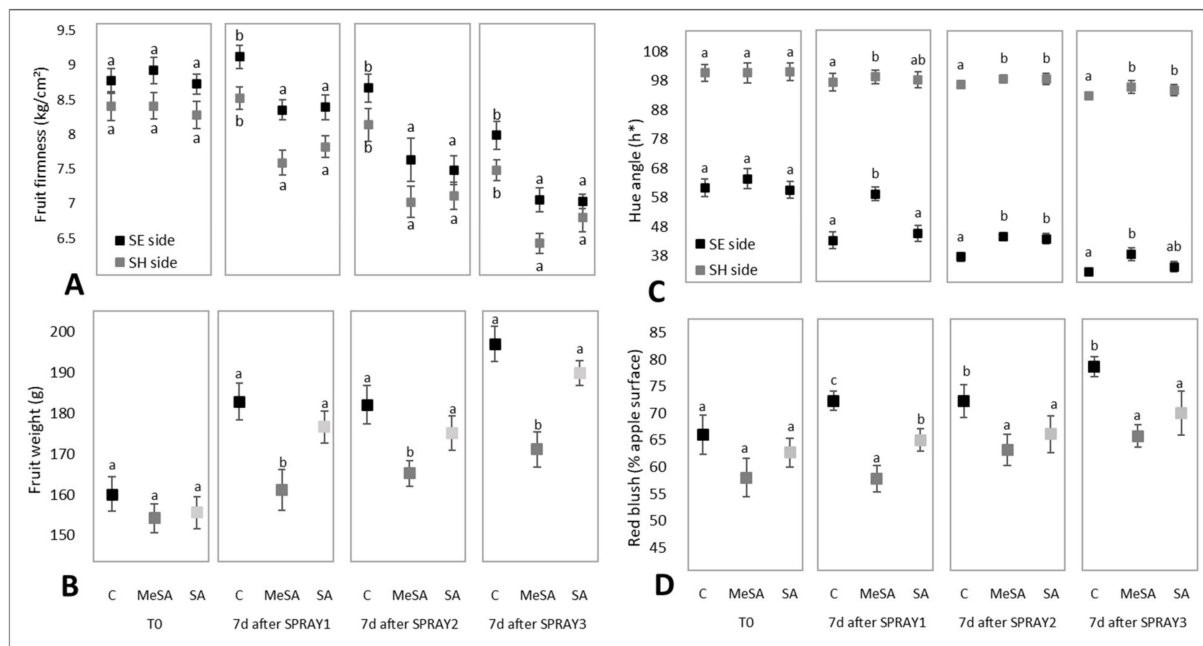 Fruit firmness (kg/cm²)
9.5
9
8.5
8
7.5
7
6.5
a a a b a a b a a b a a
a a a b a a b a a b a a
SE side
SH side
A
Hue angle (h*)
108
98
88
78
68
58
48
38
a a a a b ab a b b a b b
a a a a b a a b b a b ab
SE side
SH side
C
Fruit weight (g)
200
190
180
170
160
150
a a a a b a a b a a b a
B
C MeSA SA C MeSA SA C MeSA SA C MeSA SA
T0 7d after SPRAY1 7d after SPRAY2 7d after SPRAY3
Red blush (% apple surface)
85
80
75
70
65
60
55
50
45
a a a c a b b a a b a a
D
C MeSA SA C MeSA SA C MeSA SA C MeSA SA
T0 7d after SPRAY1 7d after SPRAY2 7d after SPRAY3